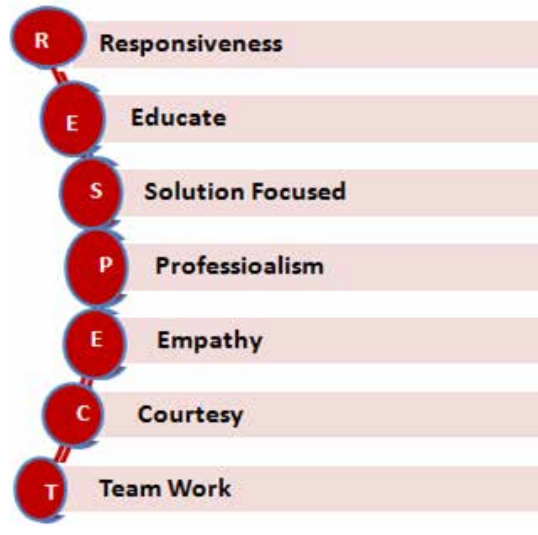 R Responsiveness
E Educate
S Solution Focused
P Professioalism
E Empathy
C Courtesy
T Team Work